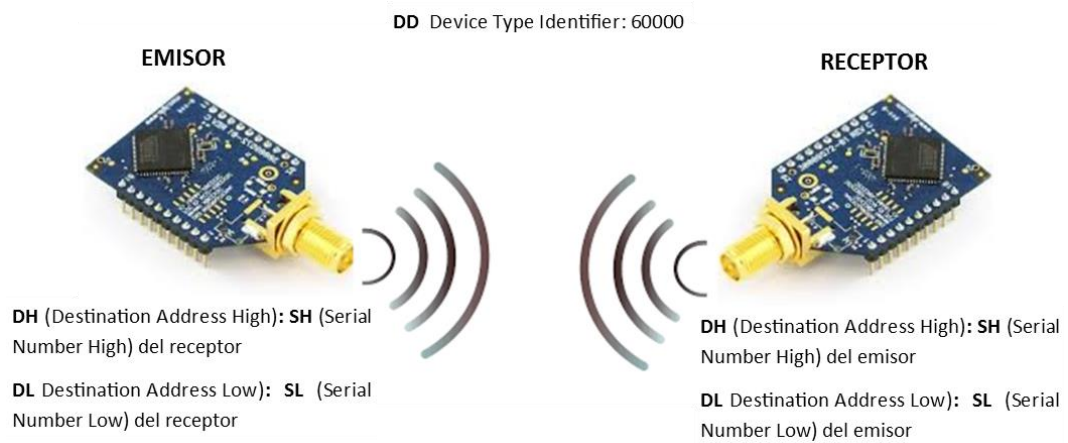 DD Device Type Identifier: 60000
EMISOR
RECEPTOR
DH (Destination Address High): SH (Serial
Number High) del receptor
DL Destination Address Low): SL (Serial
Number Low) del receptor
DH (Destination Address High): SH (Serial
Number High) del emisor
DL Destination Address Low): SL (Serial
Number Low) del emisor